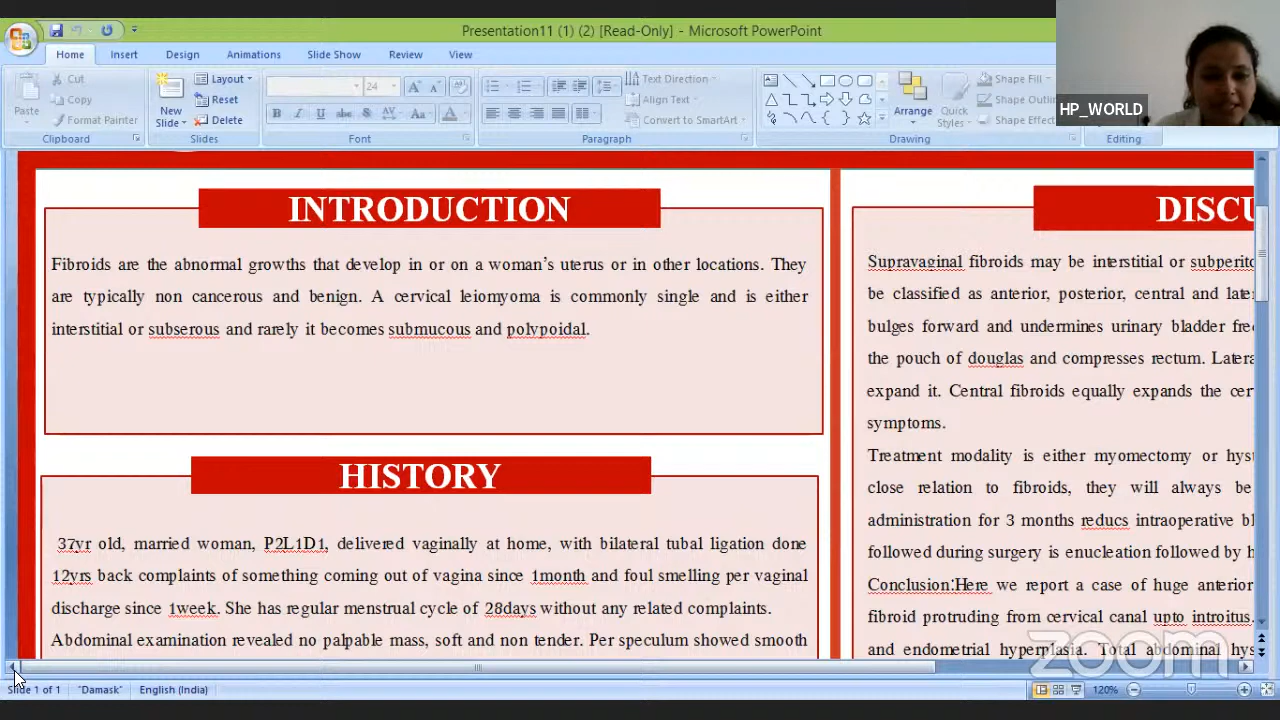 Presentation11 (1) (2) [Read-Only] - Microsoft PowerPoint
Home Insert Design Animations Slide Show Review View
Paste
Cut
Copy
Format Painter
Clipboard
New Slide
Layout
Reset
Delete
Slides
24
Font
Text Direction
Align Text
Convert to SmartArt
Paragraph
Arrange
Quick Styles
Shape Fill
Shape Outlin
Shape Effect
Drawing
Editing
HP_WORLD
INTRODUCTION
Fibroids are the abnormal growths that develop in or on a woman’s uterus or in other locations. They
are typically non cancerous and benign. A cervical leiomyoma is commonly single and is either
interstitial or subserous and rarely it becomes submucous and polypoidal.
HISTORY
37yr old, married woman, P2L1D1, delivered vaginally at home, with bilateral tubal ligation done
12yrs back complaints of something coming out of vagina since 1month and foul smelling per vaginal
discharge since 1week. She has regular menstrual cycle of 28days without any related complaints.
Abdominal examination revealed no palpable mass, soft and non tender. Per speculum showed smooth
DISCU
Supravaginal fibroids may be interstitial or subperito
be classified as anterior, posterior, central and late
bulges forward and undermines urinary bladder fre
the pouch of douglas and compresses rectum. Latera
expand it. Central fibroids equally expands the cer
symptoms.
Treatment modality is either myomectomy or hys
close relation to fibroids, they will always be
administration for 3 months reducs intraoperative bl
followed during surgery is enucleation followed by h
Conclusion:Here we report a case of huge anterior
fibroid protruding from cervical canal upto introitus.
and endometrial hyperplasia. Total abdominal hys
zoom
Slide 1 of 1 "Damask" English (India) 120%